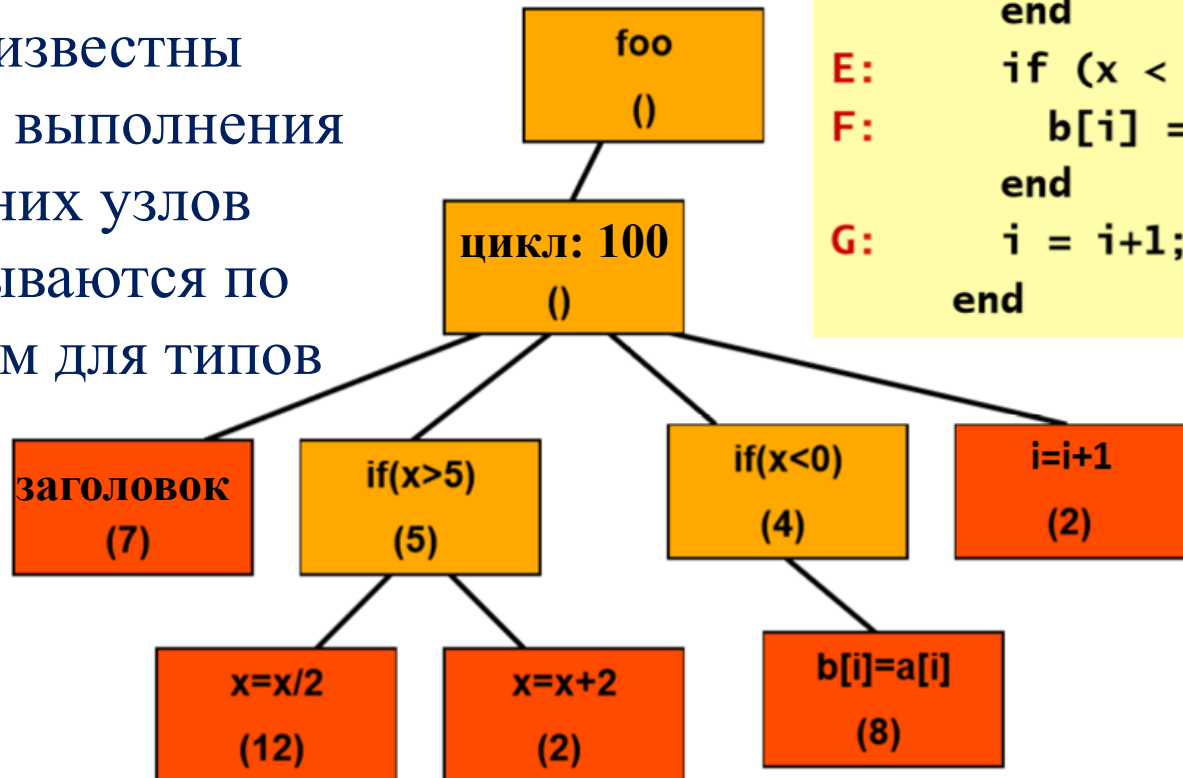 известны
выполнения
них узлов
ываются по
м для типов
end
E: if (x <
F: b[i] =
end
G: i = i+1;
end
foo
()
цикл: 100
()
заголовок
(7)
if(x>5)
(5)
if(x<0)
(4)
i=i+1
(2)
x=x/2
(12)
x=x+2
(2)
b[i]=a[i]
(8)